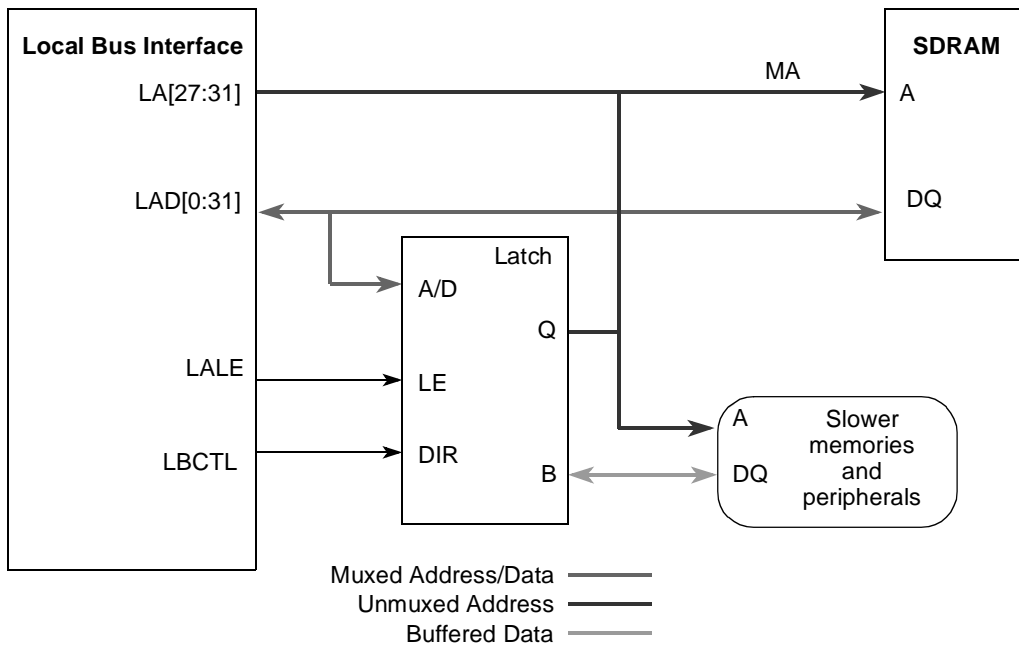 Local Bus Interface
LA[27:31]
LAD[0:31]
LALE
LBCTL
MA
SDRAM
A
DQ
Latch
A/D
Q
LE
DIR
B
A
DQ
Slower
memories
and
peripherals
Muxed Address/Data
Unmuxed Address
Buffered Data